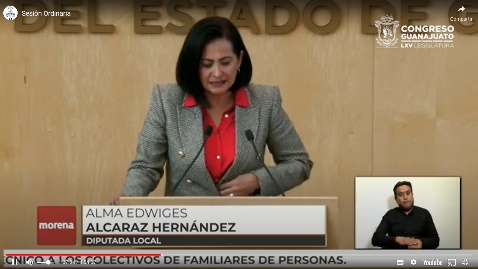 Sesión Ordinaria
DEL ESTADO DE
CONGRESO
GUANAJUATO
LXV LEGISLATURA
Compartir
morena
ALMA EDWIGES
ALCARAZ HERNÁNDEZ
DIPUTADA LOCAL
A LOS COLECTIVOS DE FAMILIARES DE PERSONAS.
YouTube